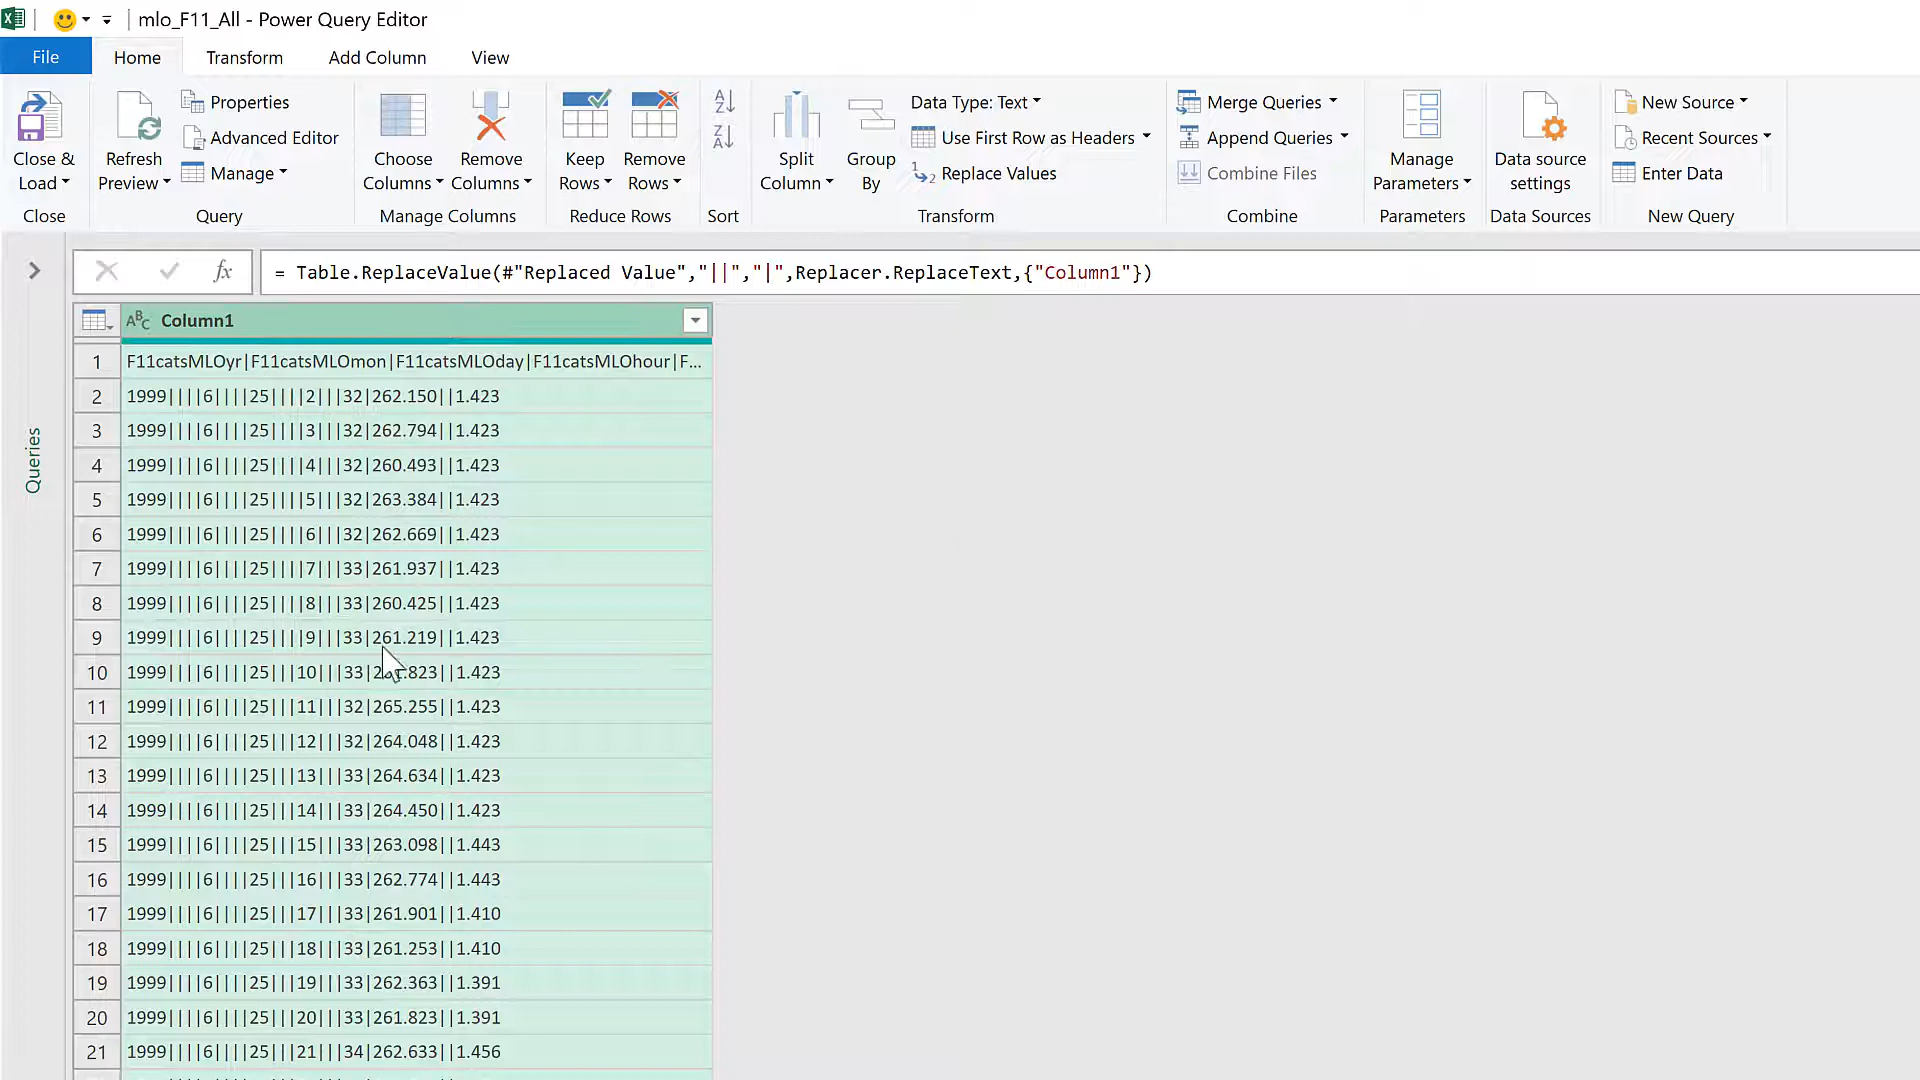 mlo_F11_All - Power Query Editor
File Home Transform Add Column View
Close & Load
Close
Refresh Preview
Properties
Advanced Editor
Manage
Query
Choose Columns
Remove Columns
Manage Columns
Keep Rows
Remove Rows
Reduce Rows
Sort
Split Column
Group By
Data Type: Text
Use First Row as Headers
Replace Values
Transform
Merge Queries
Append Queries
Combine Files
Combine
Manage Parameters
Parameters
Data source settings
Data Sources
New Source
Recent Sources
Enter Data
New Query
fx = Table.ReplaceValue(#"Replaced Value","||","|",Replacer.ReplaceText,{"Column1"})
Queries
ABC Column1
1 F11catsMLOyr|F11catsMLOmon|F11catsMLOday|F11catsMLOhour|F...
2 1999||||6||||25||||2|||32|262.150||1.423
3 1999||||6||||25||||3|||32|262.794||1.423
4 1999||||6||||25||||4|||32|260.493||1.423
5 1999||||6||||25||||5|||32|263.384||1.423
6 1999||||6||||25||||6|||32|262.669||1.423
7 1999||||6||||25||||7|||33|261.937||1.423
8 1999||||6||||25||||8|||33|260.425||1.423
9 1999||||6||||25||||9|||33|261.219||1.423
10 1999||||6||||25|||10|||33|261.823||1.423
11 1999||||6||||25|||11|||32|265.255||1.423
12 1999||||6||||25|||12|||32|264.048||1.423
13 1999||||6||||25|||13|||33|264.634||1.423
14 1999||||6||||25|||14|||33|264.450||1.423
15 1999||||6||||25|||15|||33|263.098||1.443
16 1999||||6||||25|||16|||33|262.774||1.443
17 1999||||6||||25|||17|||33|261.901||1.410
18 1999||||6||||25|||18|||33|261.253||1.410
19 1999||||6||||25|||19|||33|262.363||1.391
20 1999||||6||||25|||20|||33|261.823||1.391
21 1999||||6||||25|||21|||34|262.633||1.456